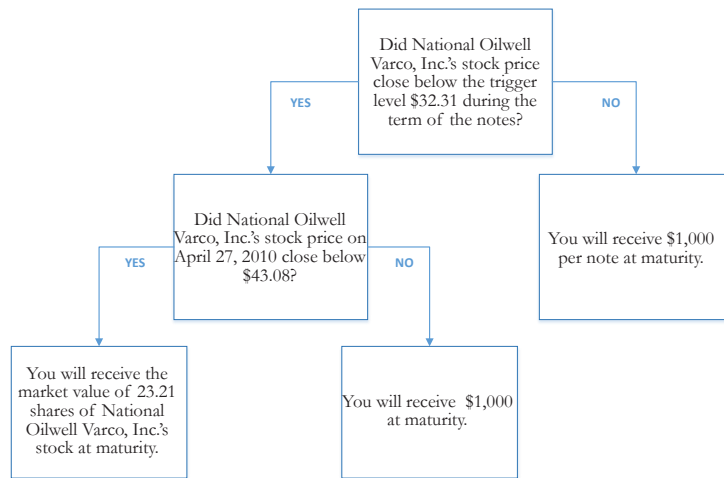 Did National Oilwell
Varco, Inc.'s stock price
close below the trigger
level $32.31 during the
term of the notes?
YES
NO
Did National Oilwell
Varco, Inc.'s stock price on
April 27, 2010 close below
$43.08?
You will receive $1,000
per note at maturity.
YES
NO
You will receive the
market value of 23.21
shares of National
Oilwell Varco, Inc.'s
stock at maturity.
You will receive $1,000
at maturity.